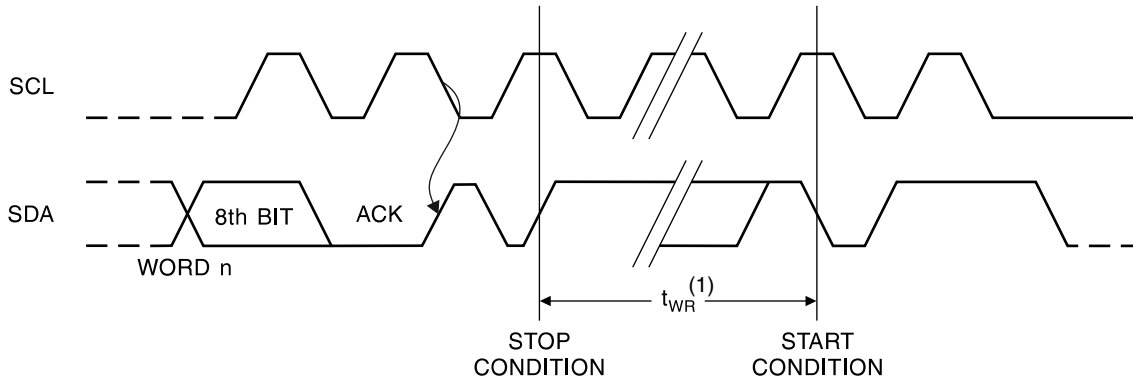 SCL
SDA
8th BIT
ACK
WORD n
tWR(1)
STOP
CONDITION
START
CONDITION